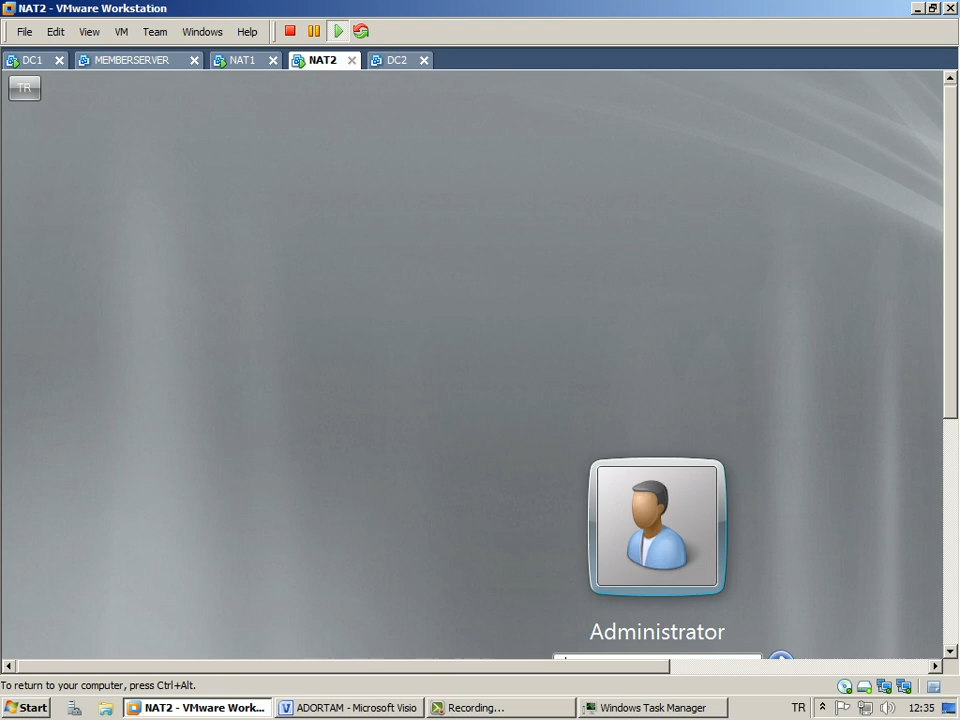 NAT2 - VMware Workstation
File Edit View VM Team Windows Help
DC1 MEMBERSERVER NAT1 NAT2 DC2
TR
Administrator
To return to your computer, press Ctrl+Alt.
Start NAT2 - VMware Work... ADORTAM - Microsoft Visio Recording... Windows Task Manager TR 12:35